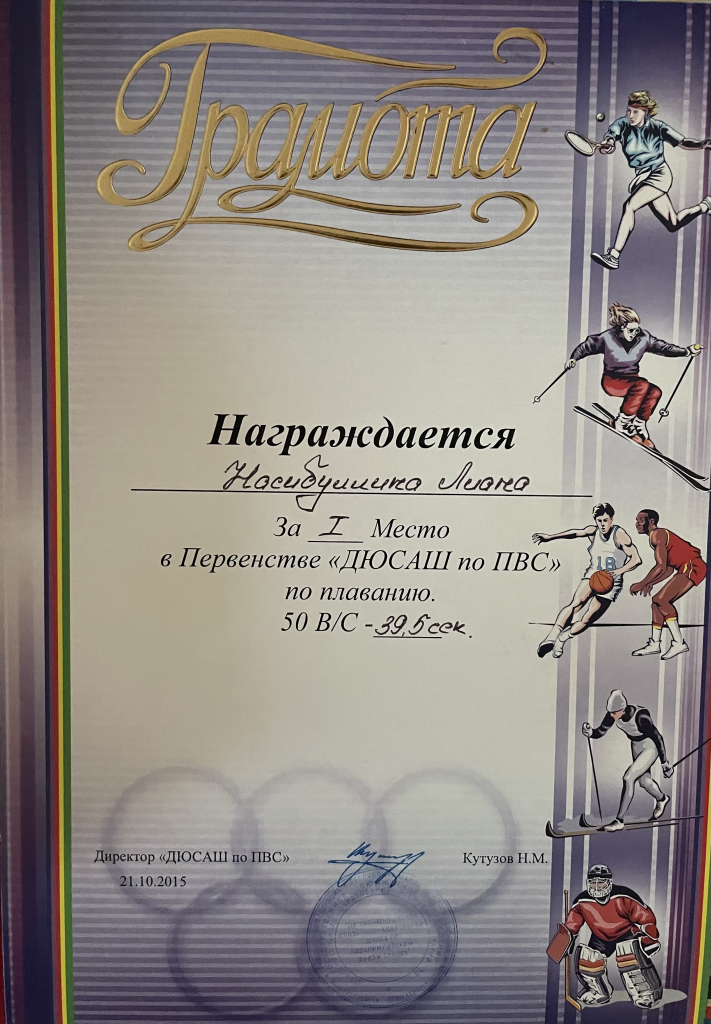 Грамота
Награждается
Насибуллина Лиана
За I Место
в Первенстве «ДЮСАШ по ПВС»
по плаванию.
50 В/С - 39,5 сек.
18
Директор «ДЮСАШ по ПВС»
Кутузов Н.М.
21.10.2015